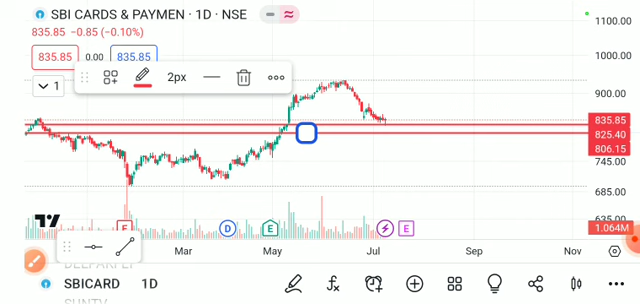 SBI CARDS & PAYMEN · 1D · NSE
835.85 −0.85 (−0.10%)
835.85 0.00 835.85
2px
1
1100.00
1000.00
900.00
835.85
825.40
806.15
745.00
685.00
635.00
1.064M
E D E E
Mar May Jul Sep Nov
SBICARD 1D
SUNTV